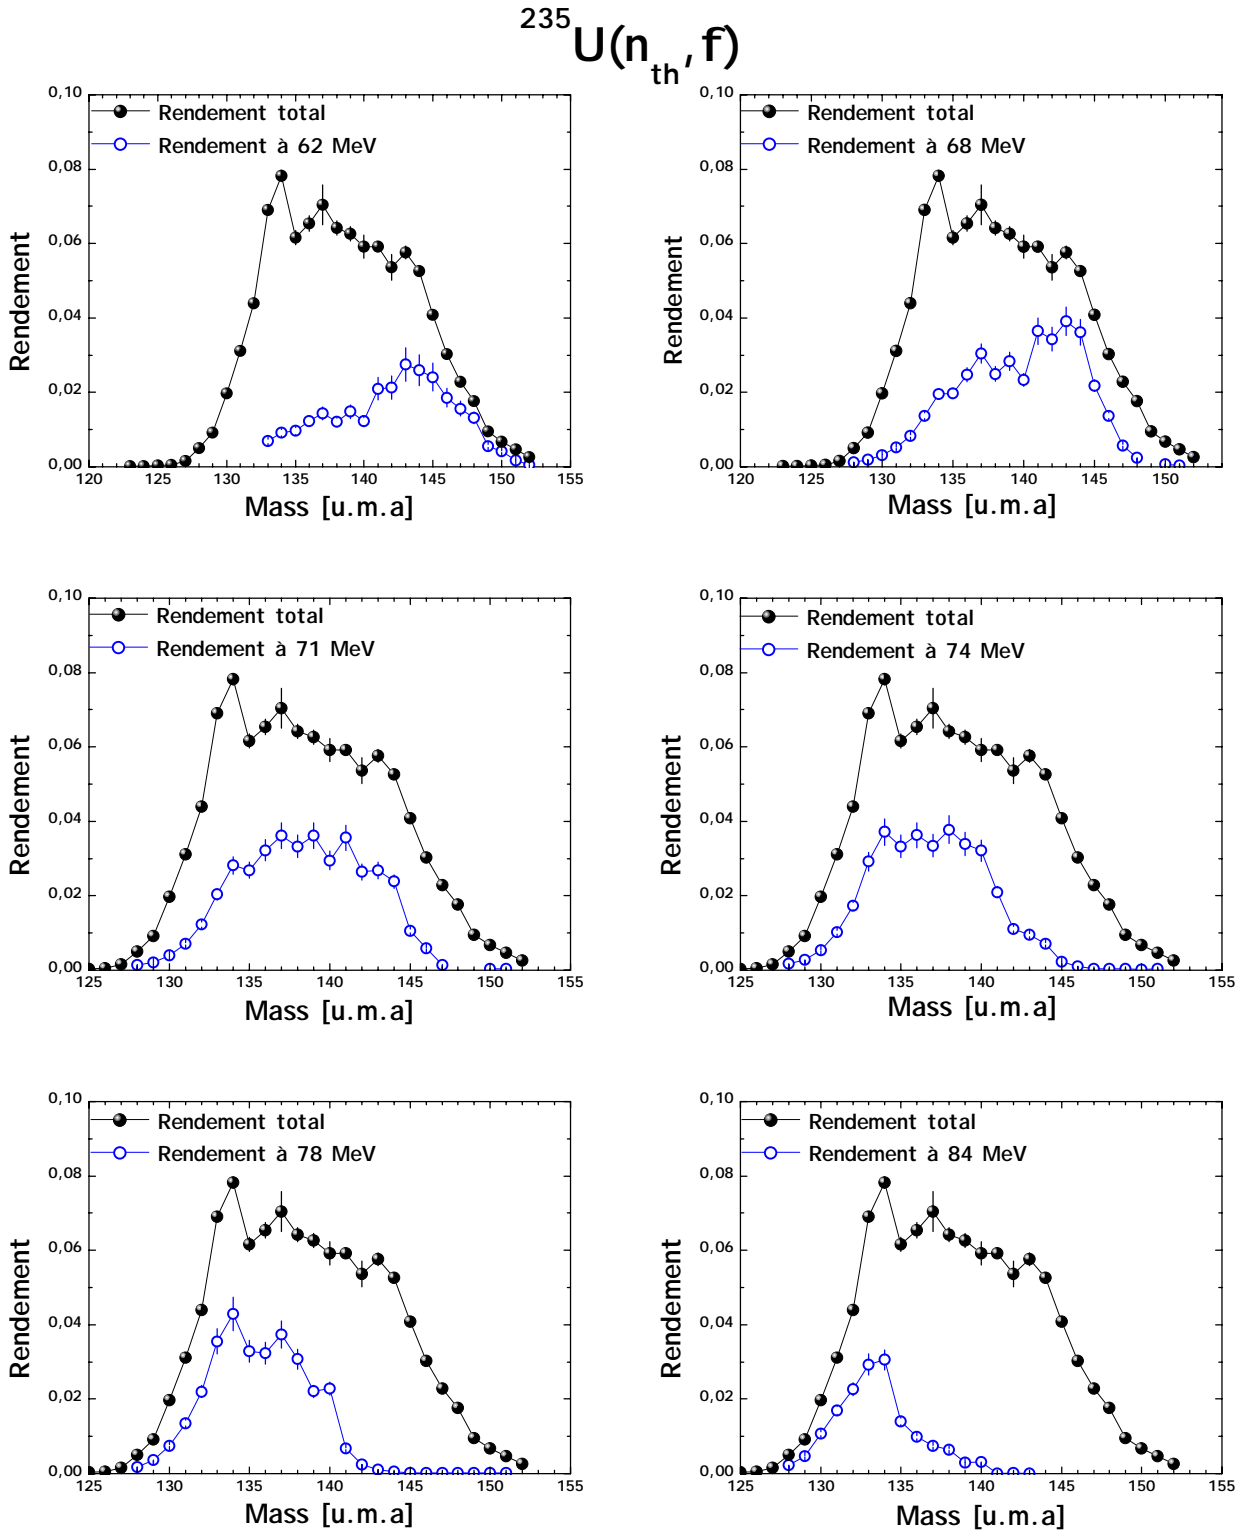 235U(nth,f)
Rendement total
Rendement à 62 MeV
0,10
0,08
0,06
0,04
0,02
0,00
Rendement
120 125 130 135 140 145 150 155
Mass [u.m.a]
Rendement total
Rendement à 68 MeV
0,10
0,08
0,06
0,04
0,02
0,00
Rendement
120 125 130 135 140 145 150
Mass [u.m.a]
Rendement total
Rendement à 71 MeV
0,10
0,08
0,06
0,04
0,02
0,00
Rendement
125 130 135 140 145 150 155
Mass [u.m.a]
Rendement total
Rendement à 74 MeV
0,10
0,08
0,06
0,04
0,02
0,00
Rendement
125 130 135 140 145 150 155
Mass [u.m.a]
Rendement total
Rendement à 78 MeV
0,10
0,08
0,06
0,04
0,02
0,00
Rendement
125 130 135 140 145 150 155
Mass [u.m.a]
Rendement total
Rendement à 84 MeV
0,10
0,08
0,06
0,04
0,02
0,00
Rendement
125 130 135 140 145 150 155
Mass [u.m.a]